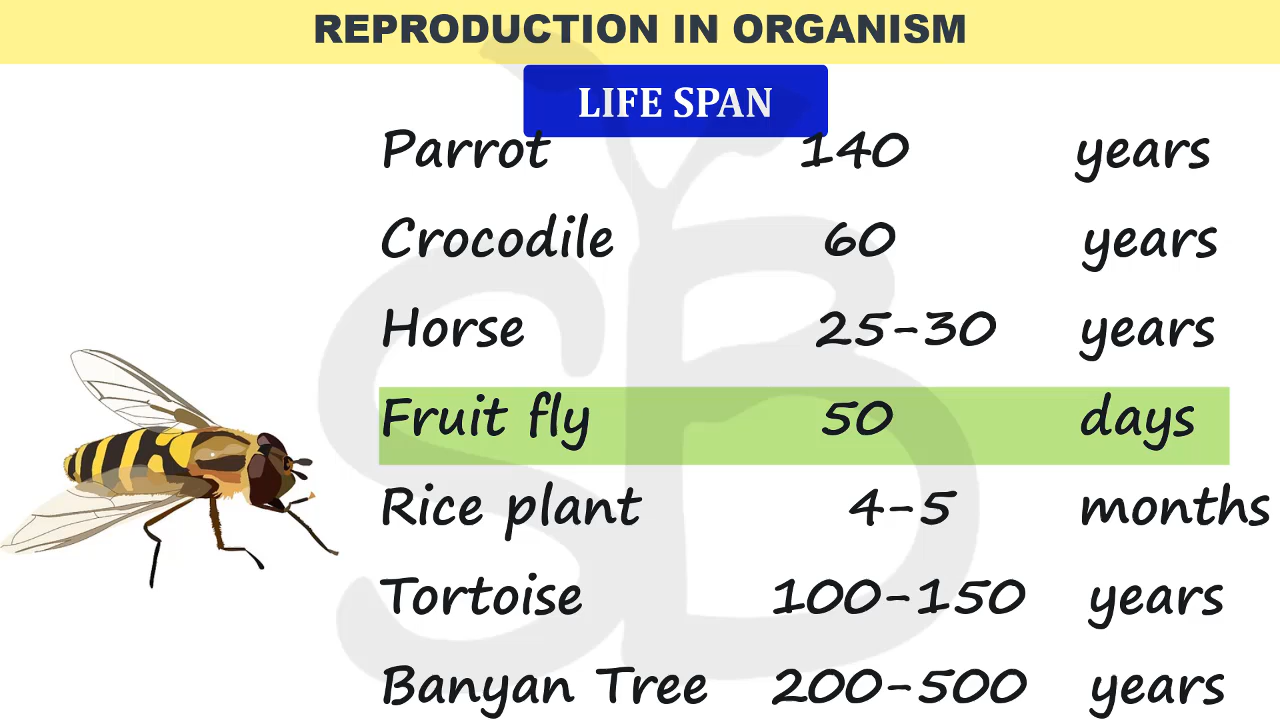 REPRODUCTION IN ORGANISM
LIFE SPAN
Parrot 140 years
Crocodile 60 years
Horse 25-30 years
Fruit fly 50 days
Rice plant 4-5 months
Tortoise 100-150 years
Banyan Tree 200-500 years
SB